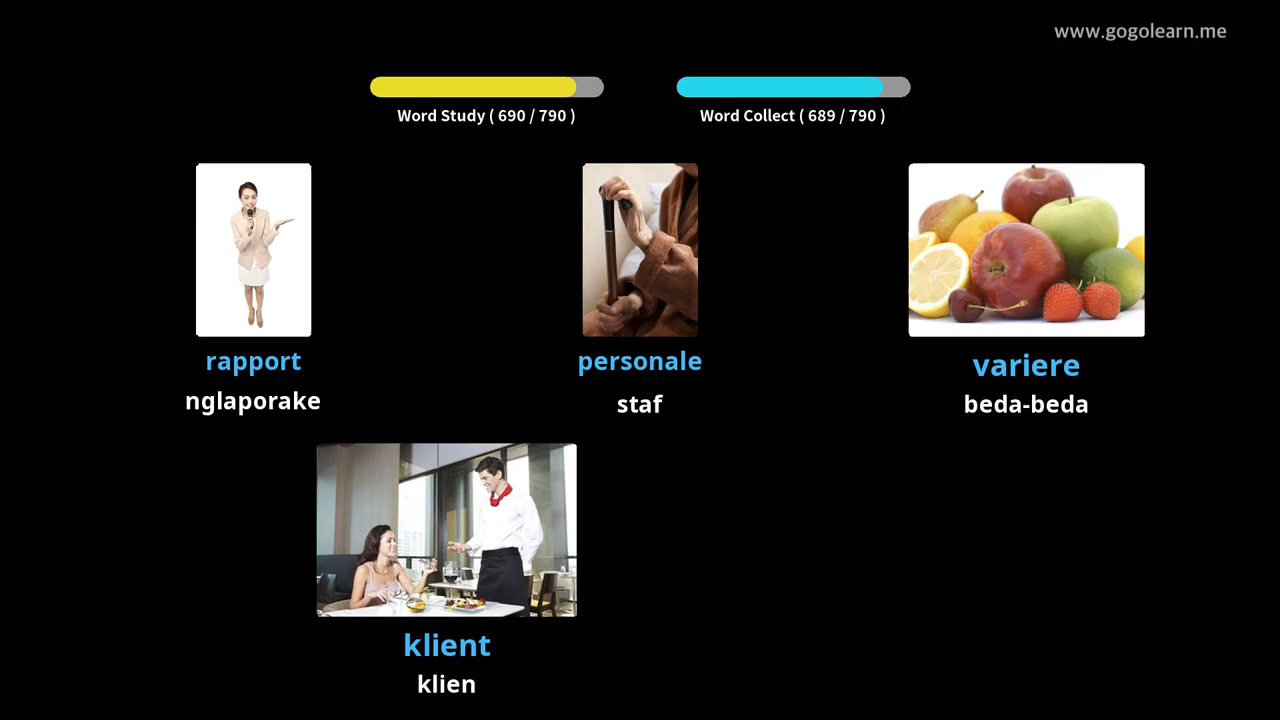 www.gogolearn.me
Word Study ( 690 / 790 )
Word Collect ( 689 / 790 )
rapport
nglaporake
personale
staf
variere
beda-beda
klient
klien